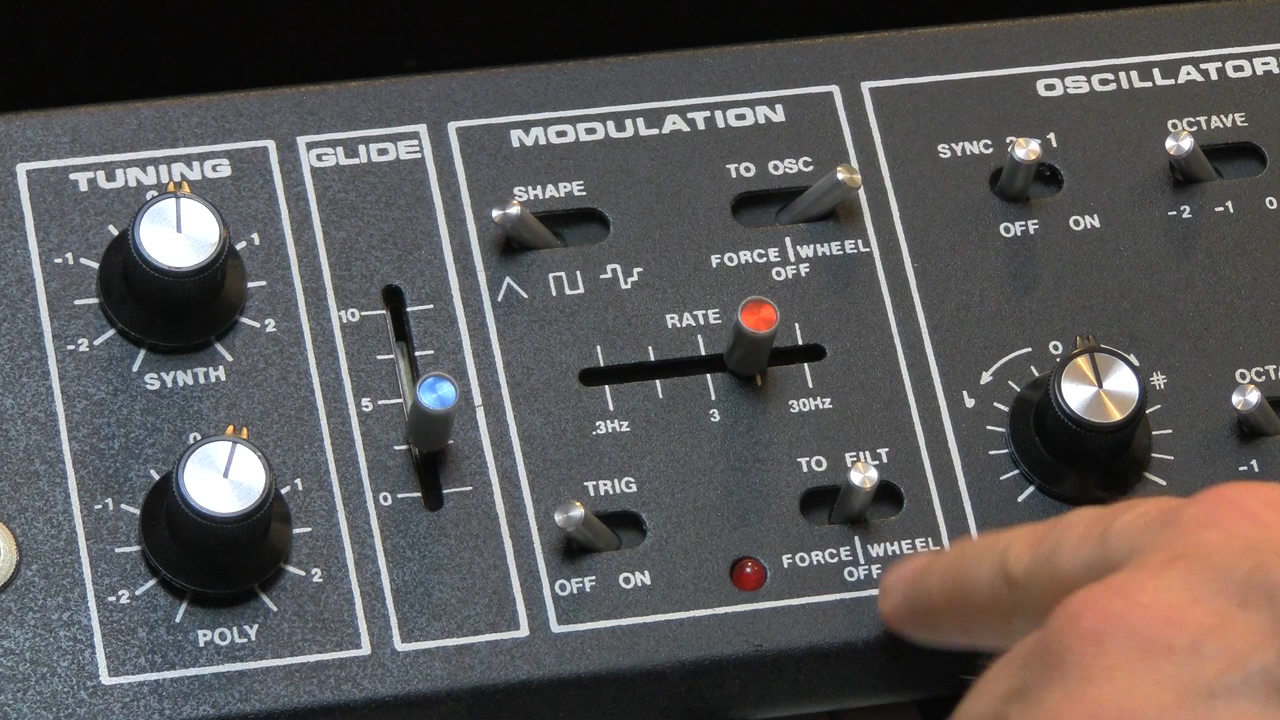 TUNING
0
-1 1
-2 2
SYNTH
0
-1 1
-2 2
POLY
GLIDE
10
5
0
MODULATION
SHAPE
TO OSC
FORCE | WHEEL
OFF
RATE
.3Hz 3 30Hz
TRIG
OFF ON
TO FILT
FORCE | WHEEL
OFF
OSCILLATOR
SYNC 1
OFF ON
OCTAVE
-2 -1 0
0
♭ #
-1